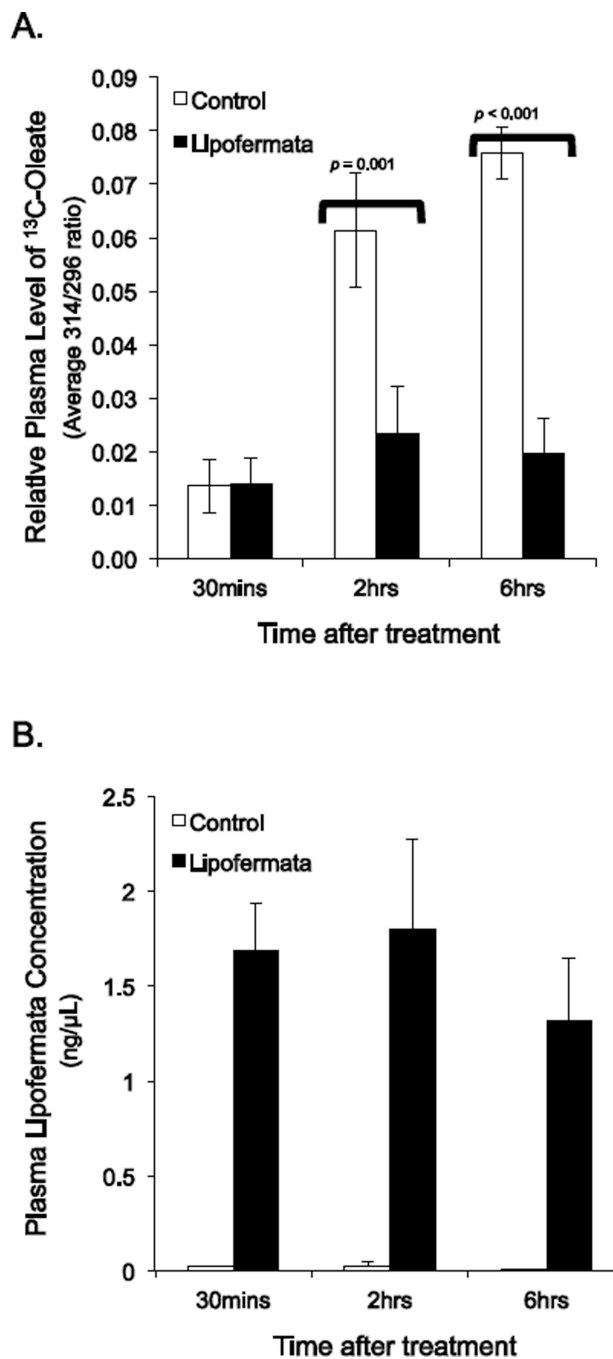 A.
Relative Plasma Level of ¹³C-Oleate
(Average 314/296 ratio)
0.09
0.08
0.07
0.06
0.05
0.04
0.03
0.02
0.01
0.00
Control
Lipofermata
p = 0.001
p < 0.001
30mins
2hrs
6hrs
Time after treatment
B.
Plasma Lipofermata Concentration
(ng/µL)
2.5
2
1.5
1
0.5
0
Control
Lipofermata
30mins
2hrs
6hrs
Time after treatment